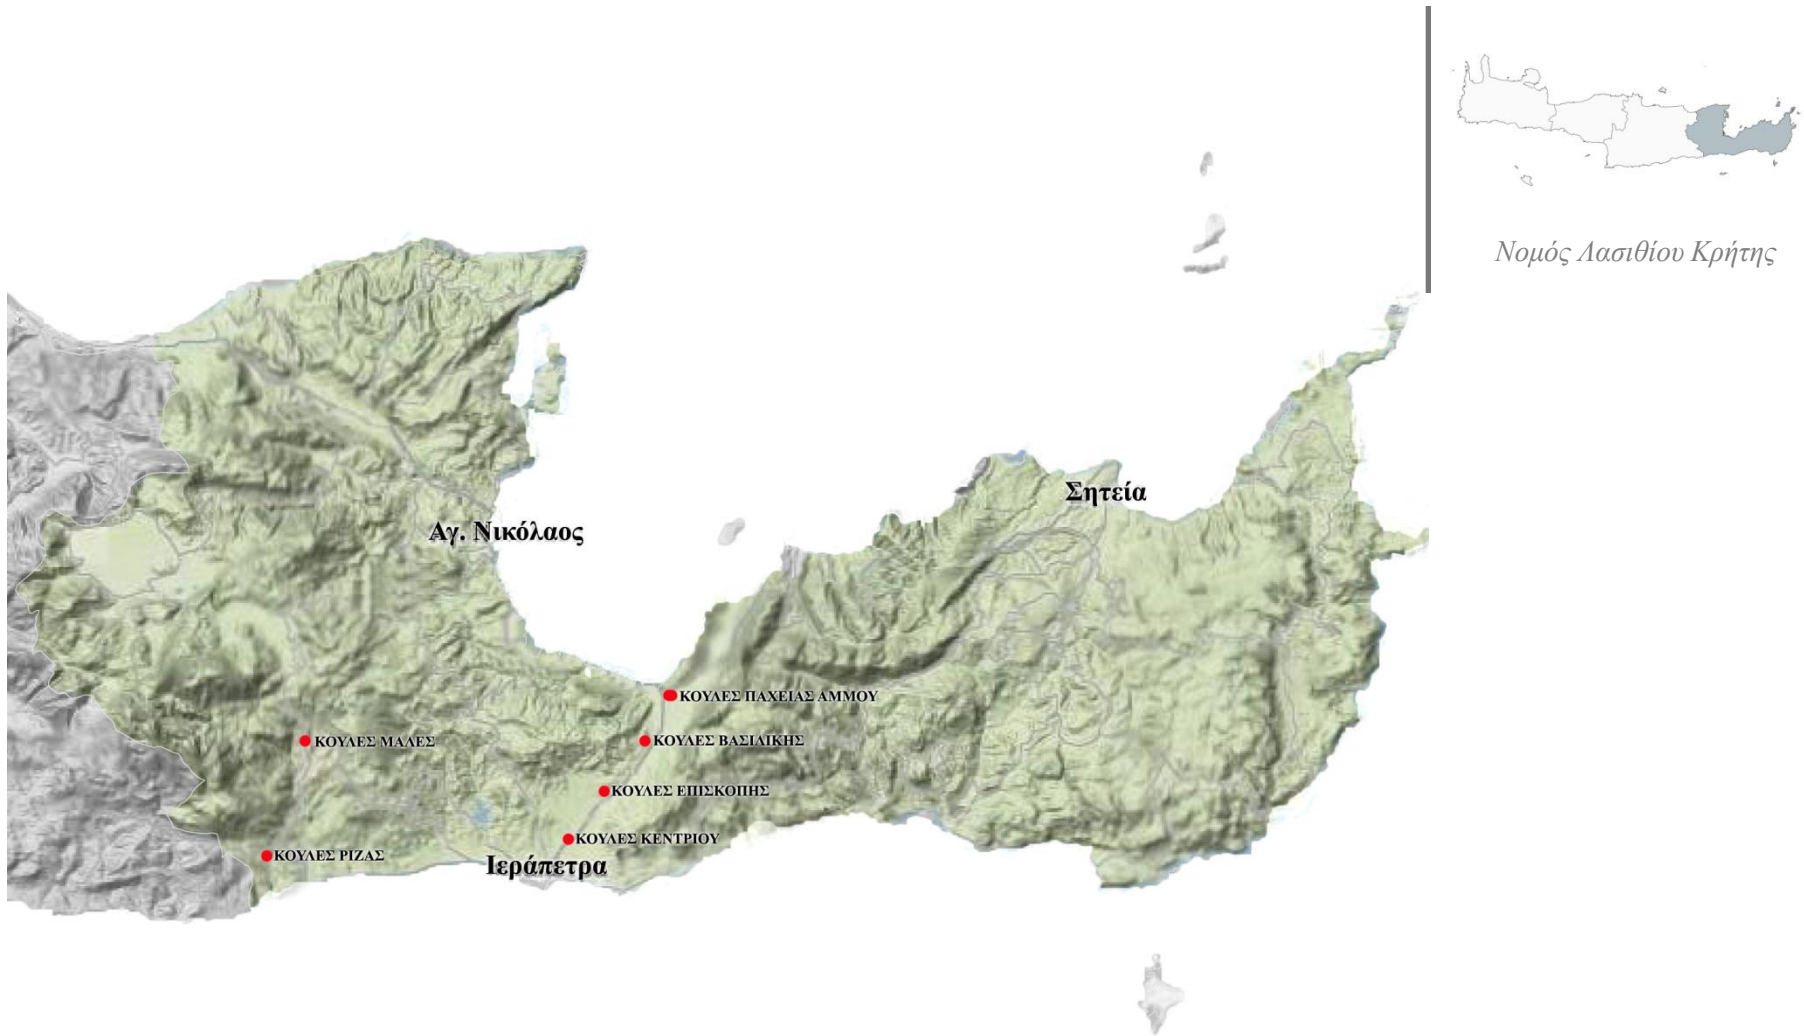 Νομός Λασιθίου Κρήτης
Σητεία
Αγ. Νικόλαος
ΚΟΥΛΕΣ ΠΑΧΕΙΑΣ ΑΜΜΟΥ
ΚΟΥΛΕΣ ΜΑΛΕΣ
ΚΟΥΛΕΣ ΒΑΣΙΛΙΚΗΣ
ΚΟΥΛΕΣ ΕΠΙΣΚΟΠΗΣ
ΚΟΥΛΕΣ ΚΕΝΤΡΙΟΥ
ΚΟΥΛΕΣ ΡΙΖΑΣ
Ιεράπετρα